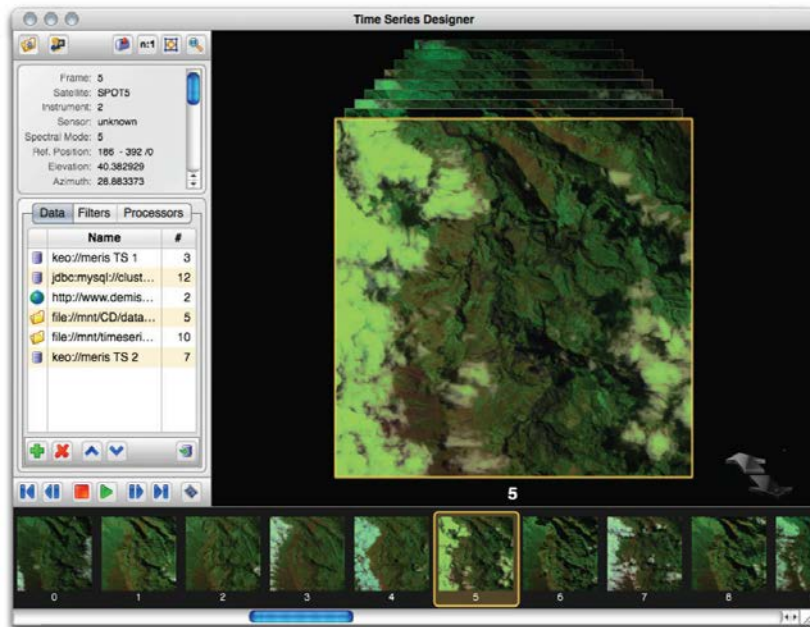 Time Series Designer
n:1
Frame: 5
Satellite: SPOT5
Instrument: 2
Sensor: unknown
Spectral Mode: 5
Ref. Position: 186 - 392 /0
Elevation: 40.382929
Azimuth: 28.883373
Data Filters Processors
Name #
keo://meris TS 1 3
jdbc:mysql://clust... 12
http://www.demis... 2
file://mnt/CD/data... 5
file://mnt/timeseri... 10
keo://meris TS 2 7
5
0 1 2 3 4 5 6 7 8